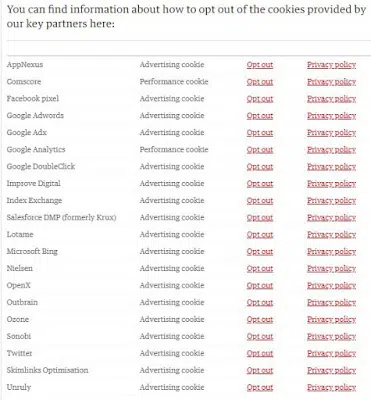 You can find information about how to opt out of the cookies provided by
our key partners here:
AppNexus Advertising cookie Opt out Privacy policy
Comscore Performance cookie Opt out Privacy policy
Facebook pixel Advertising cookie Opt out Privacy policy
Google Adwords Advertising cookie Opt out Privacy policy
Google Adx Advertising cookie Opt out Privacy policy
Google Analytics Performance cookie Opt out Privacy policy
Google DoubleClick Advertising cookie Opt out Privacy policy
Improve Digital Advertising cookie Opt out Privacy policy
Index Exchange Advertising cookie Opt out Privacy policy
Salesforce DMP (formerly Krux) Advertising cookie Opt out Privacy policy
Lotame Advertising cookie Opt out Privacy policy
Microsoft Bing Advertising cookie Opt out Privacy policy
Nielsen Advertising cookie Opt out Privacy policy
OpenX Advertising cookie Opt out Privacy policy
Outbrain Advertising cookie Opt out Privacy policy
Ozone Advertising cookie Opt out Privacy policy
Sonobi Advertising cookie Opt out Privacy policy
Twitter Advertising cookie Opt out Privacy policy
Skimlinks Optimisation Advertising cookie Opt out Privacy policy
Unruly Advertising cookie Opt out Privacy policy